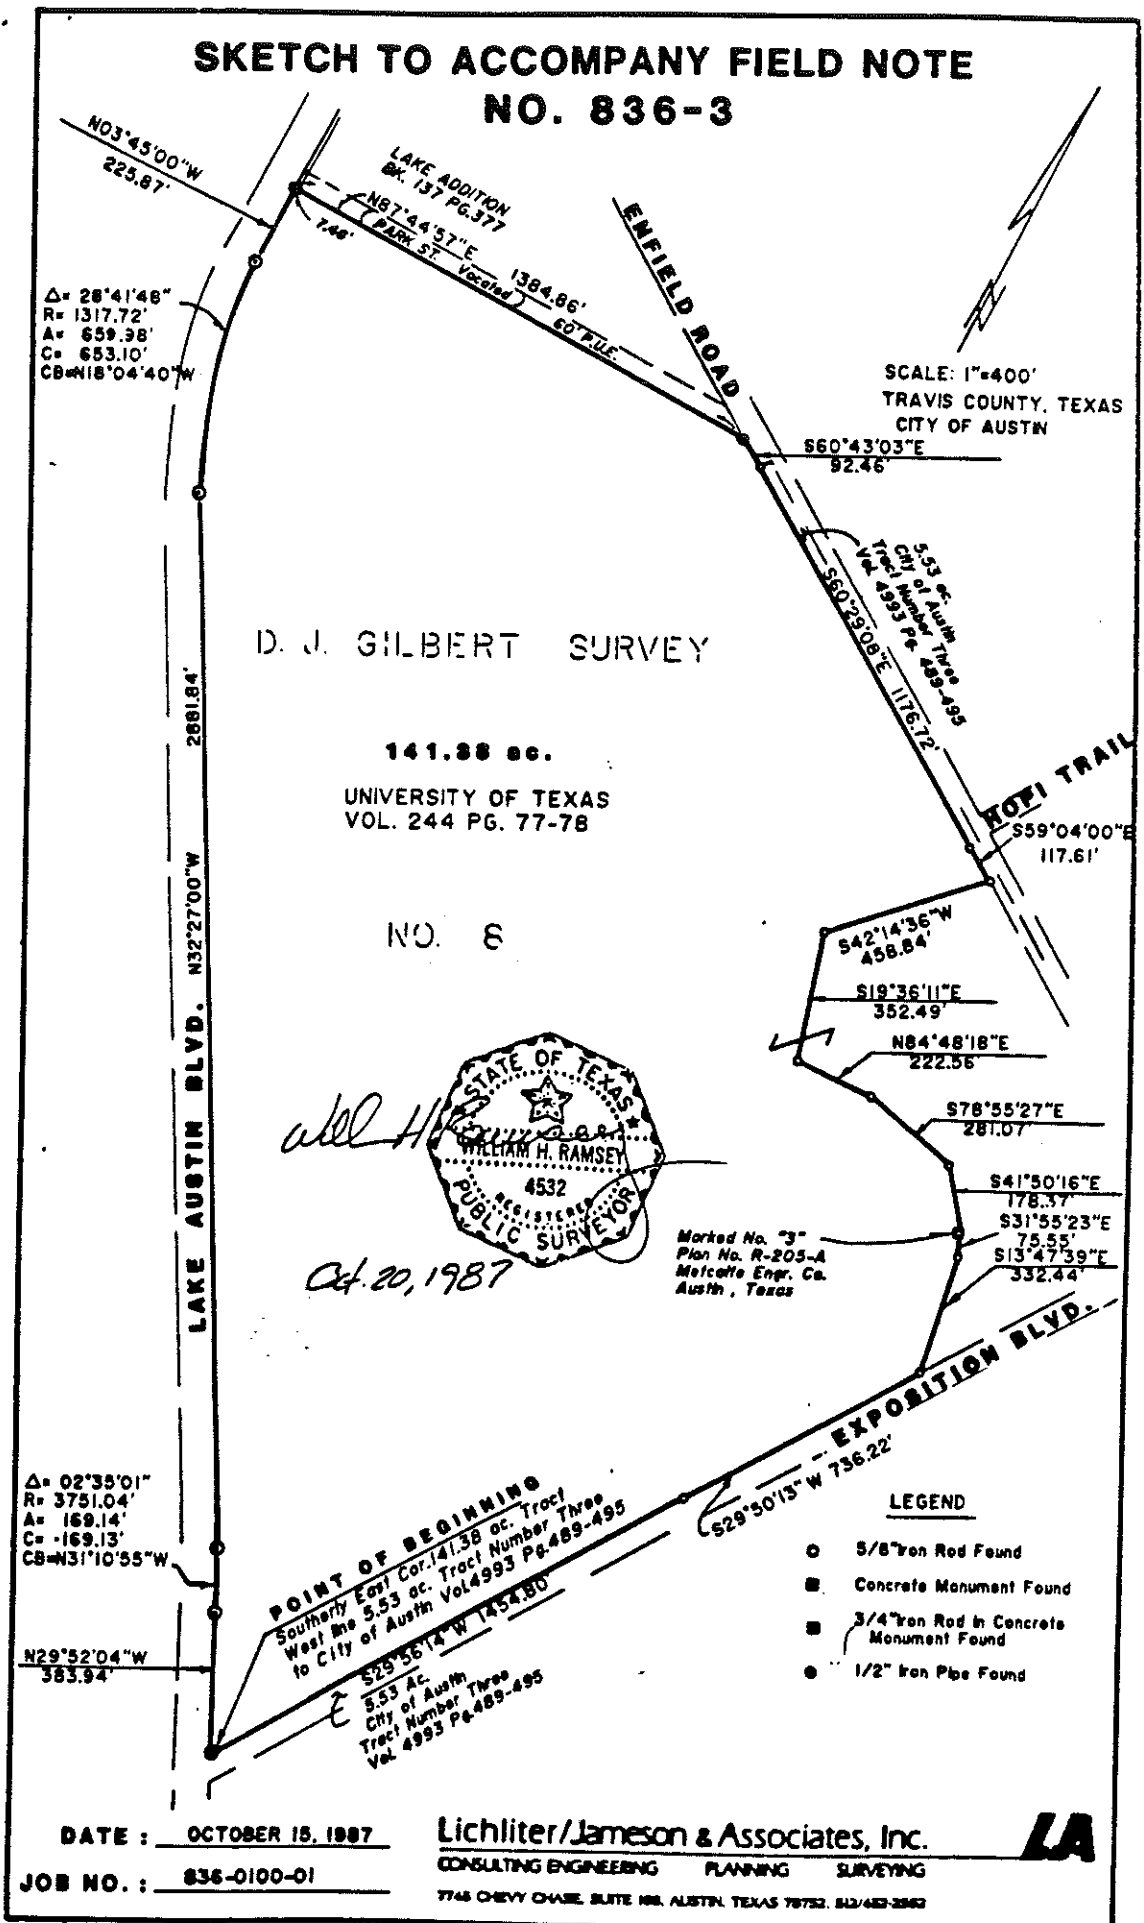 SKETCH TO ACCOMPANY FIELD NOTE
NO. 836-3
N03°45'00"W
225.87'
LAKE ADDITION
BK. 137 PG.377
7.46'
N87°44'57"E 1384.86'
PARK ST. Vacated 60' P.U.E.
ENFIELD ROAD
Δ= 28°41'48"
R= 1317.72'
A= 659.98'
C= 653.10'
CB=N18°04'40"W
SCALE: 1"=400'
TRAVIS COUNTY, TEXAS
CITY OF AUSTIN
S60°43'03"E
92.46'
5.53 ac.
City of Austin
Tract Number Three
Vol. 4993 Pg. 489-495
S60°29'08"E 1176.72'
D. J. GILBERT SURVEY
2681.84'
141.38 ac.
UNIVERSITY OF TEXAS
VOL. 244 PG. 77-78
HOPI TRAIL
S59°04'00"E
117.61'
NO. 8
N32°27'00"W
S42°14'36"W
458.84'
S19°36'11"E
352.49'
N84°48'18"E
222.56'
LAKE AUSTIN BLVD.
STATE OF TEXAS
WILLIAM H. RAMSEY
4532
REGISTERED
PUBLIC SURVEYOR
Oct. 20, 1987
S78°55'27"E
281.07'
S41°50'16"E
178.37'
S31°55'23"E
75.55'
S13°47'39"E
332.44'
Marked No. "3"
Plan No. R-205-A
Metcalfe Engr. Co.
Austin, Texas
EXPOSITION BLVD.
S29°50'13" W 736.22'
Δ= 02°35'01"
R= 3751.04'
A= 169.14'
C= 169.13'
CB=N31°10'55"W
POINT OF BEGINNING
Southerly East Cor.141.38 ac. Tract
West line 5.53 ac. Tract Number Three
to City of Austin Vol.4993 Pg.489-495
S29°56'14"W 1454.80'
5.53 Ac.
City of Austin
Tract Number Three
Vol. 4993 Pg.489-495
N29°52'04"W
383.94'
LEGEND
5/8" Iron Rod Found
Concrete Monument Found
3/4" Iron Rod in Concrete
Monument Found
1/2" Iron Pipe Found
DATE : OCTOBER 15, 1987
JOB NO. : 836-0100-01
Lichliter/Jameson & Associates, Inc.
CONSULTING ENGINEERING PLANNING SURVEYING
AUSTIN, TEXAS
LJA